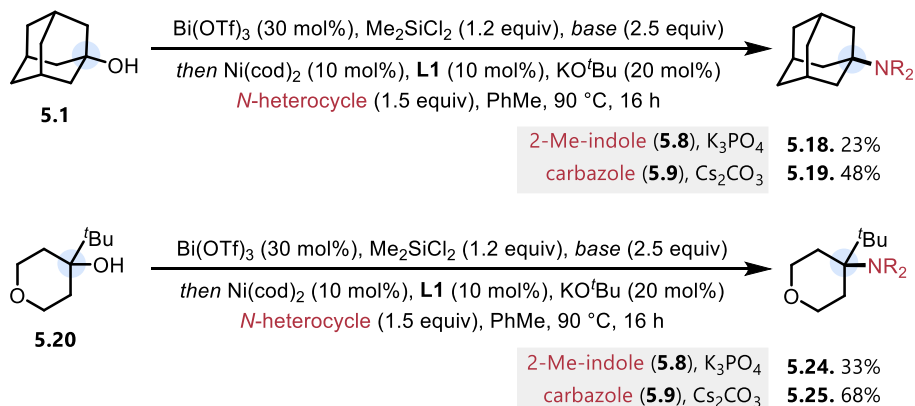 Bi(OTf)₃ (30 mol%), Me₂SiCl₂ (1.2 equiv), base (2.5 equiv)
OH
then Ni(cod)₂ (10 mol%), L1 (10 mol%), KOᵗBu (20 mol%)
NR₂
N-heterocycle (1.5 equiv), PhMe, 90 °C, 16 h
5.1
2-Me-indole (5.8), K₃PO₄ 5.18. 23%
carbazole (5.9), Cs₂CO₃ 5.19. 48%
ᵗBu
Bi(OTf)₃ (30 mol%), Me₂SiCl₂ (1.2 equiv), base (2.5 equiv)
ᵗBu
OH
NR₂
then Ni(cod)₂ (10 mol%), L1 (10 mol%), KOᵗBu (20 mol%)
O
O
N-heterocycle (1.5 equiv), PhMe, 90 °C, 16 h
5.20
2-Me-indole (5.8), K₃PO₄ 5.24. 33%
carbazole (5.9), Cs₂CO₃ 5.25. 68%